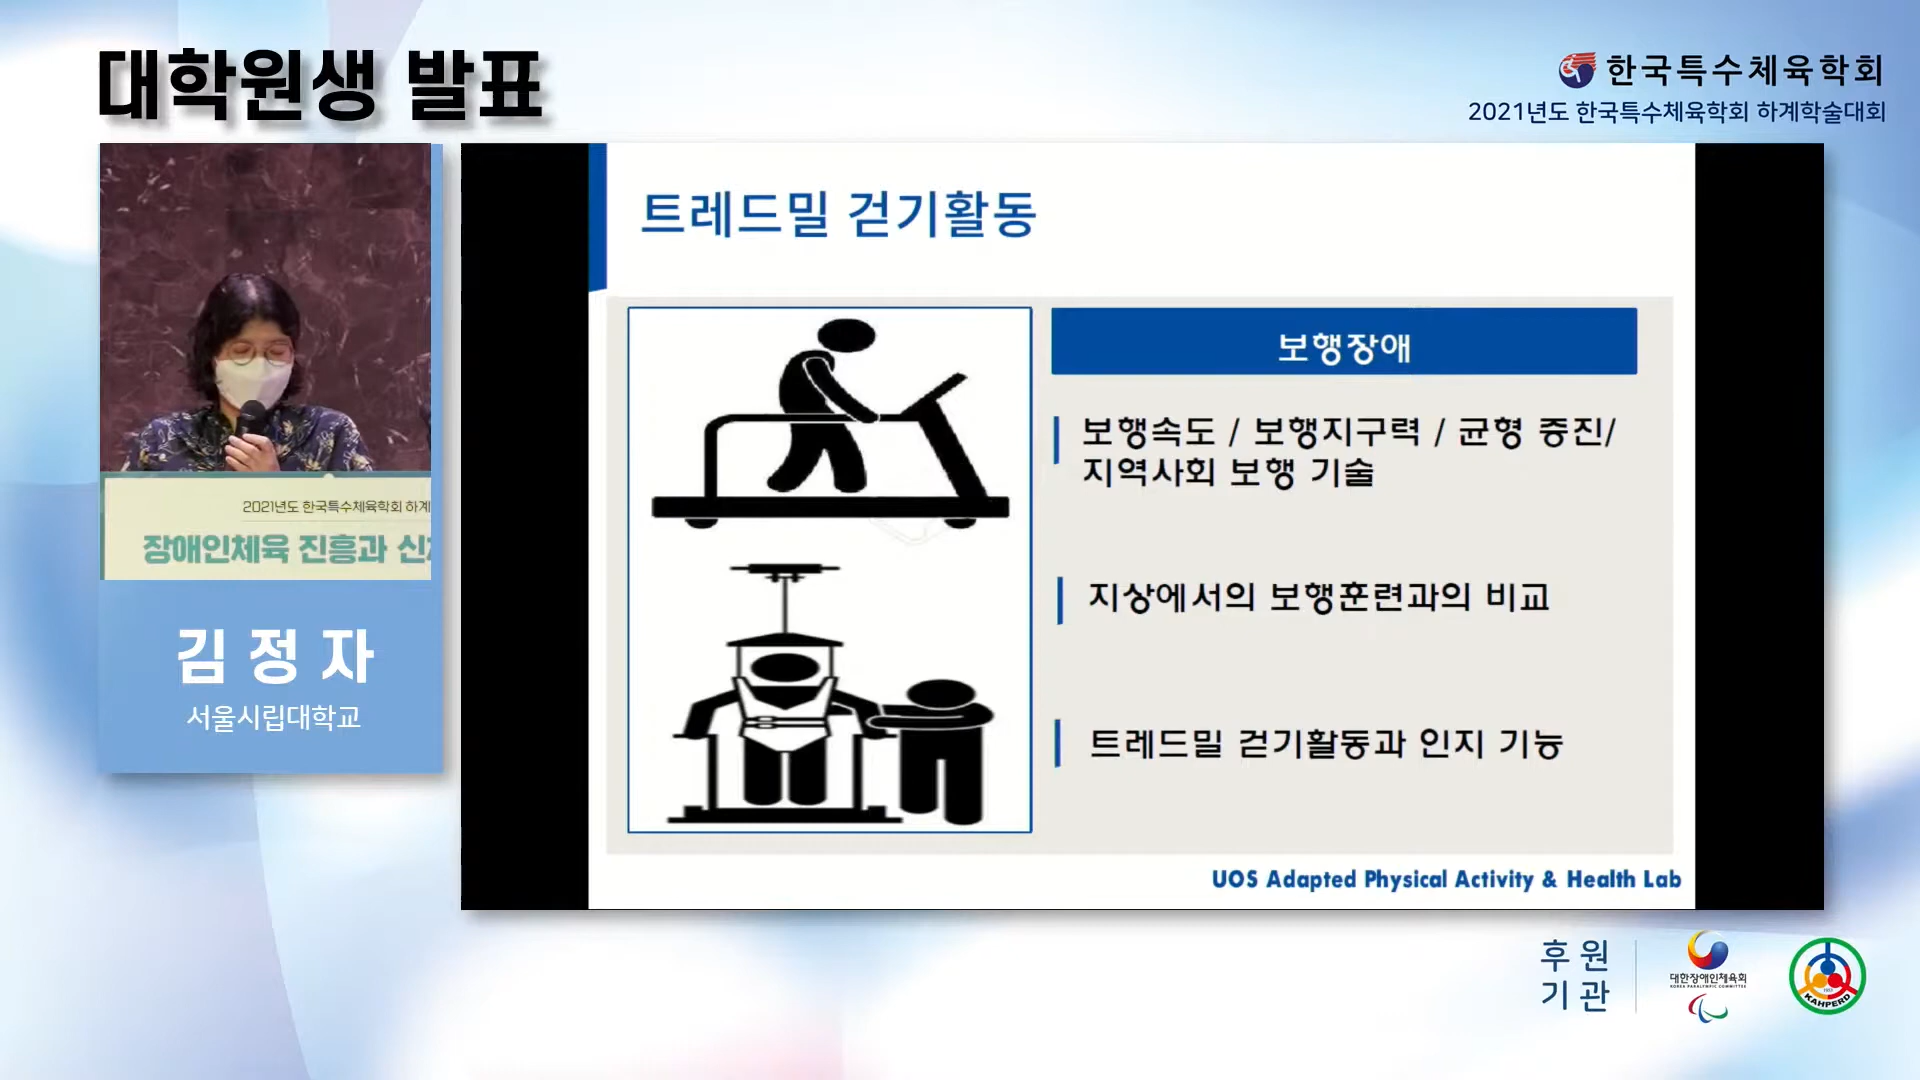 대학원생 발표
한국특수체육학회
2021년도 한국특수체육학회 하계학술대회
2021년도 한국특수체육학회 하계
장애인체육 진흥과
김정자
서울시립대학교
트레드밀 걷기활동
보행장애
보행속도 / 보행지구력 / 균형 증진/
지역사회 보행 기술
지상에서의 보행훈련과의 비교
트레드밀 걷기활동과 인지 기능
UOS Adapted Physical Activity & Health Lab
후원
기관
대한장애인체육회
KOREA PARALYMPIC COMMITTEE
KAHPERD